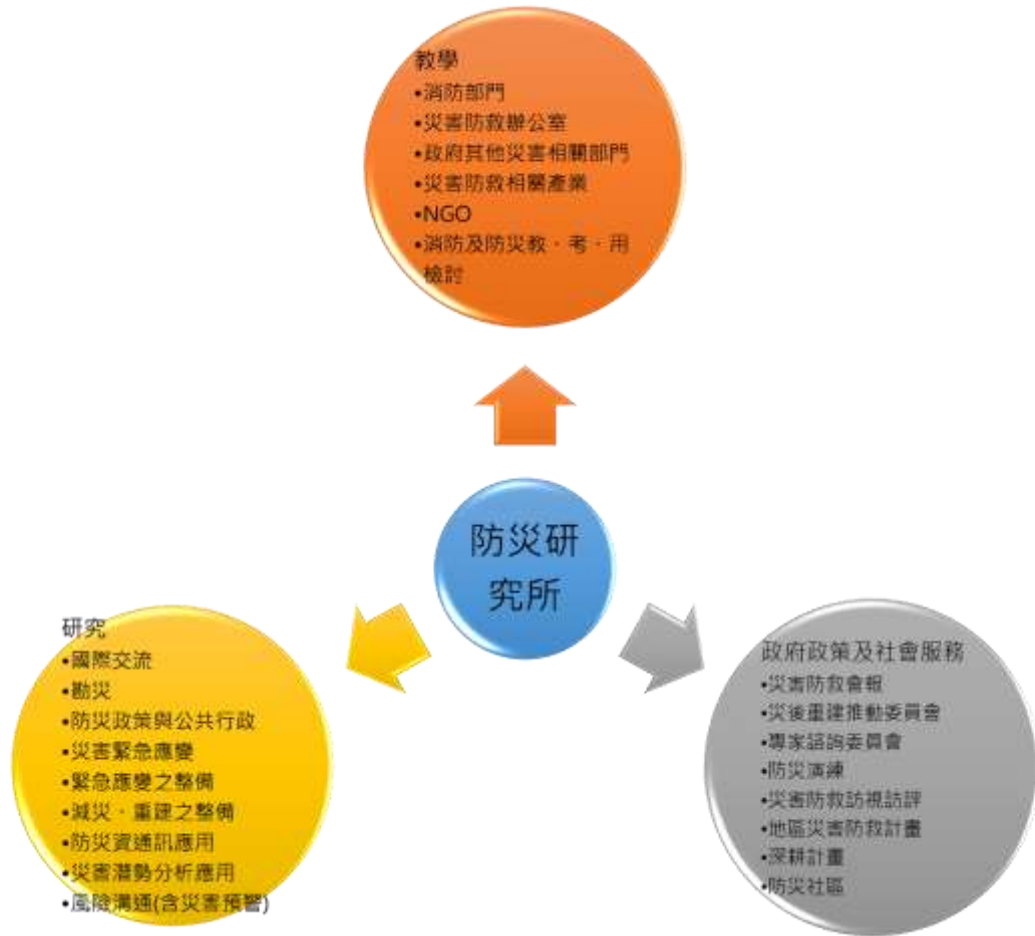 教學
•消防部門
•災害防救辦公室
•政府其他災害相關部門
•災害防救相關產業
•NGO
•消防及防災教、考、用
檢討
防災研
究所
研究
•國際交流
•勘災
•防災政策與公共行政
•災害緊急應變
•緊急應變之整備
•減災、重建之整備
•防災資通訊應用
•災害潛勢分析應用
•風險溝通(含災害預警)
政府政策及社會服務
•災害防救會報
•災後重建推動委員會
•專家諮詢委員會
•防災演練
•災害防救訪視訪評
•地區災害防救計畫
•深耕計畫
•防災社區